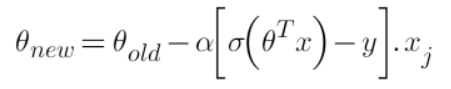 θ_new = θ_old − α[σ(θ^T x) − y].x_j